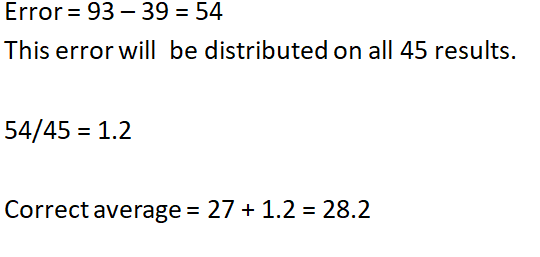 Error = 93 – 39 = 54
This error will  be distributed on all 45 results.
54/45 = 1.2
Correct average = 27 + 1.2 = 28.2